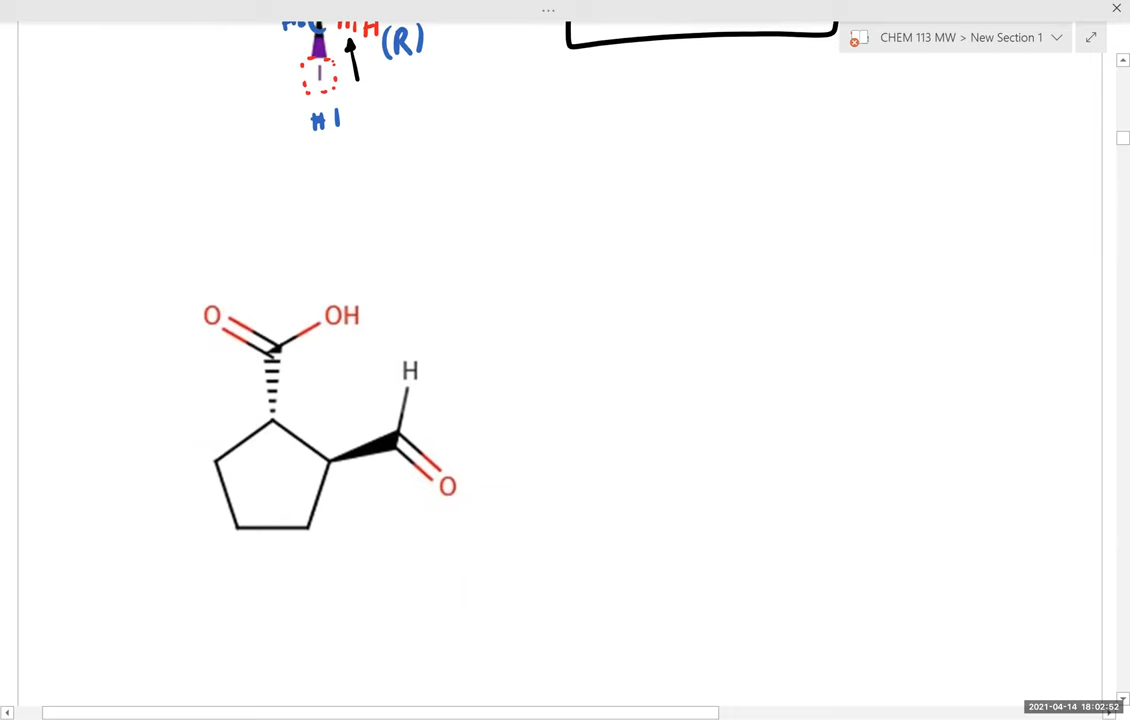 ...
CHEM 113 MW > New Section 1
(R)
#1
O
OH
H
O
2021-04-14 18:02:52